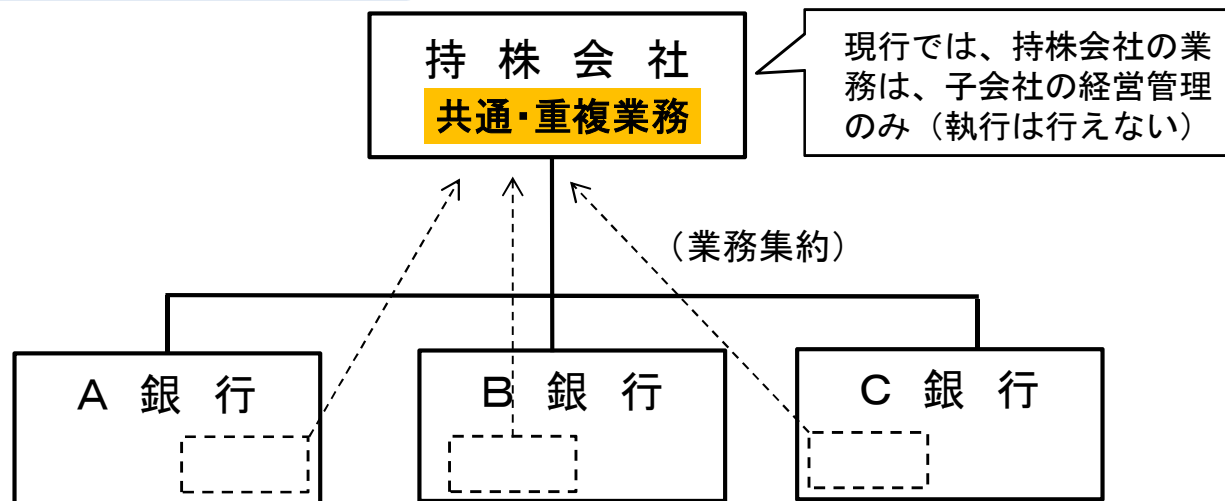 持株会社
共通・重複業務
現行では、持株会社の業
務は、子会社の経営管理
のみ（執行は行えない）
（業務集約）
A 銀 行
B 銀 行
C 銀 行